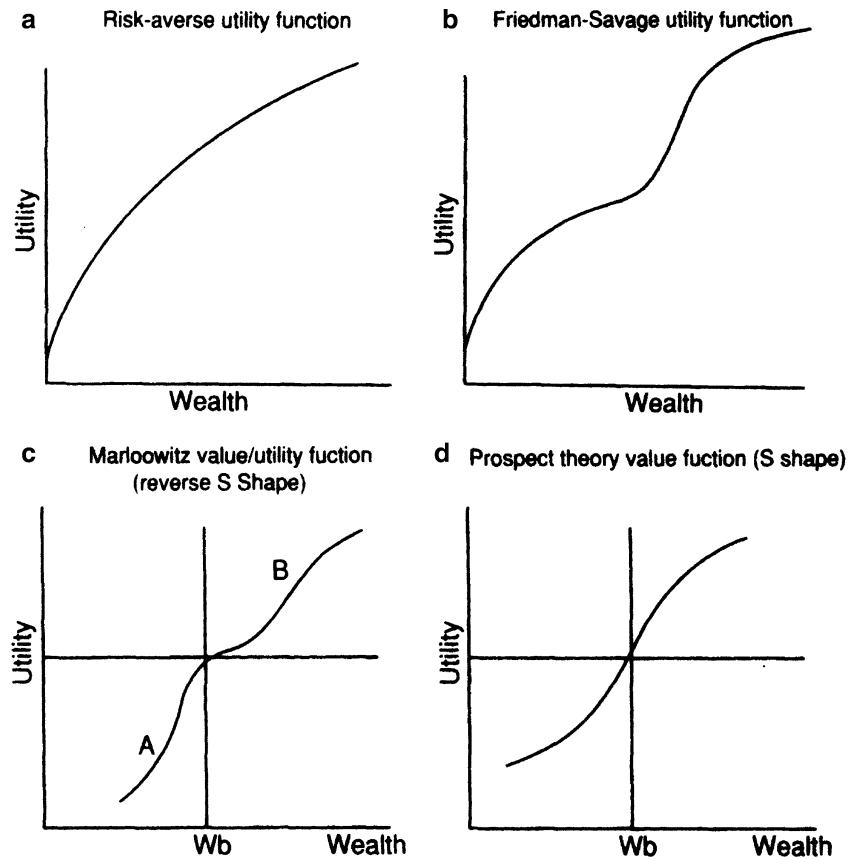 a Risk-averse utility function
Utility
Wealth
b Friedman-Savage utility function
Utility
Wealth
c Marloowitz value/utility fuction
(reverse S Shape)
B
A
Utility
Wb Wealth
d Prospect theory value fuction (S shape)
Utility
Wb Wealth